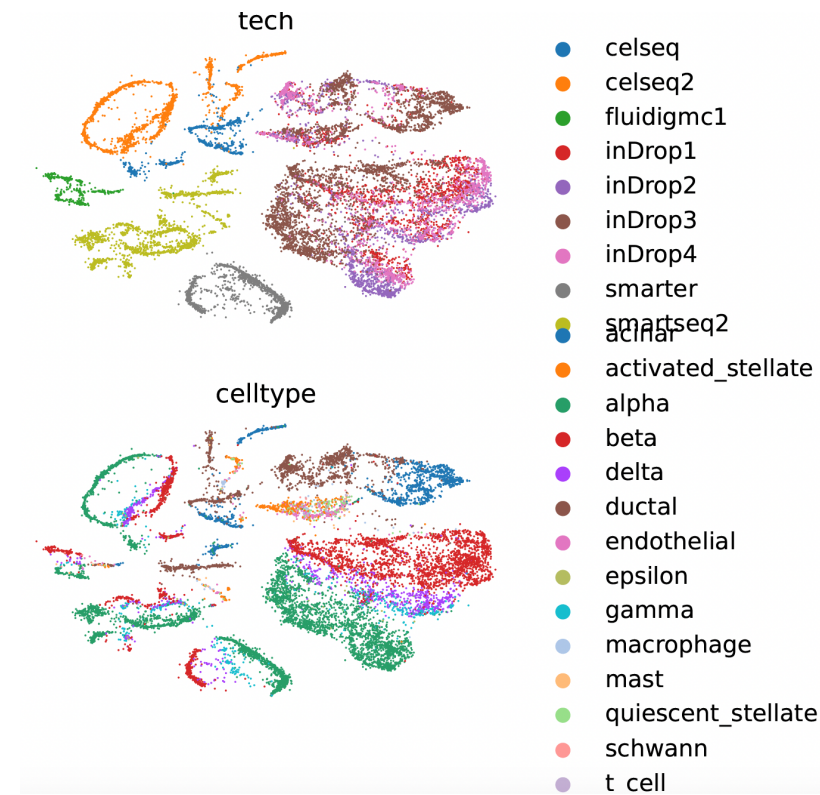 tech
celseq
celseq2
fluidigmc1
inDrop1
inDrop2
inDrop3
inDrop4
smarter
smartseq2
acinar
activated_stellate
celltype
alpha
beta
delta
ductal
endothelial
epsilon
gamma
macrophage
mast
quiescent_stellate
schwann
t_cell